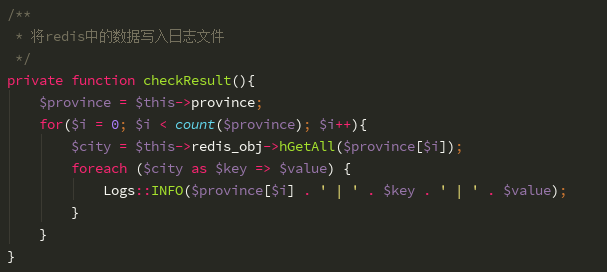 /**
 * 将redis中的数据写入日志文件
 */
private function checkResult(){
    $province = $this->province;
    for($i = 0; $i < count($province); $i++){
        $city = $this->redis_obj->hGetAll($province[$i]);
        foreach ($city as $key => $value) {
            Logs::INFO($province[$i] . ' | ' . $key . ' | ' . $value);
        }
    }
}